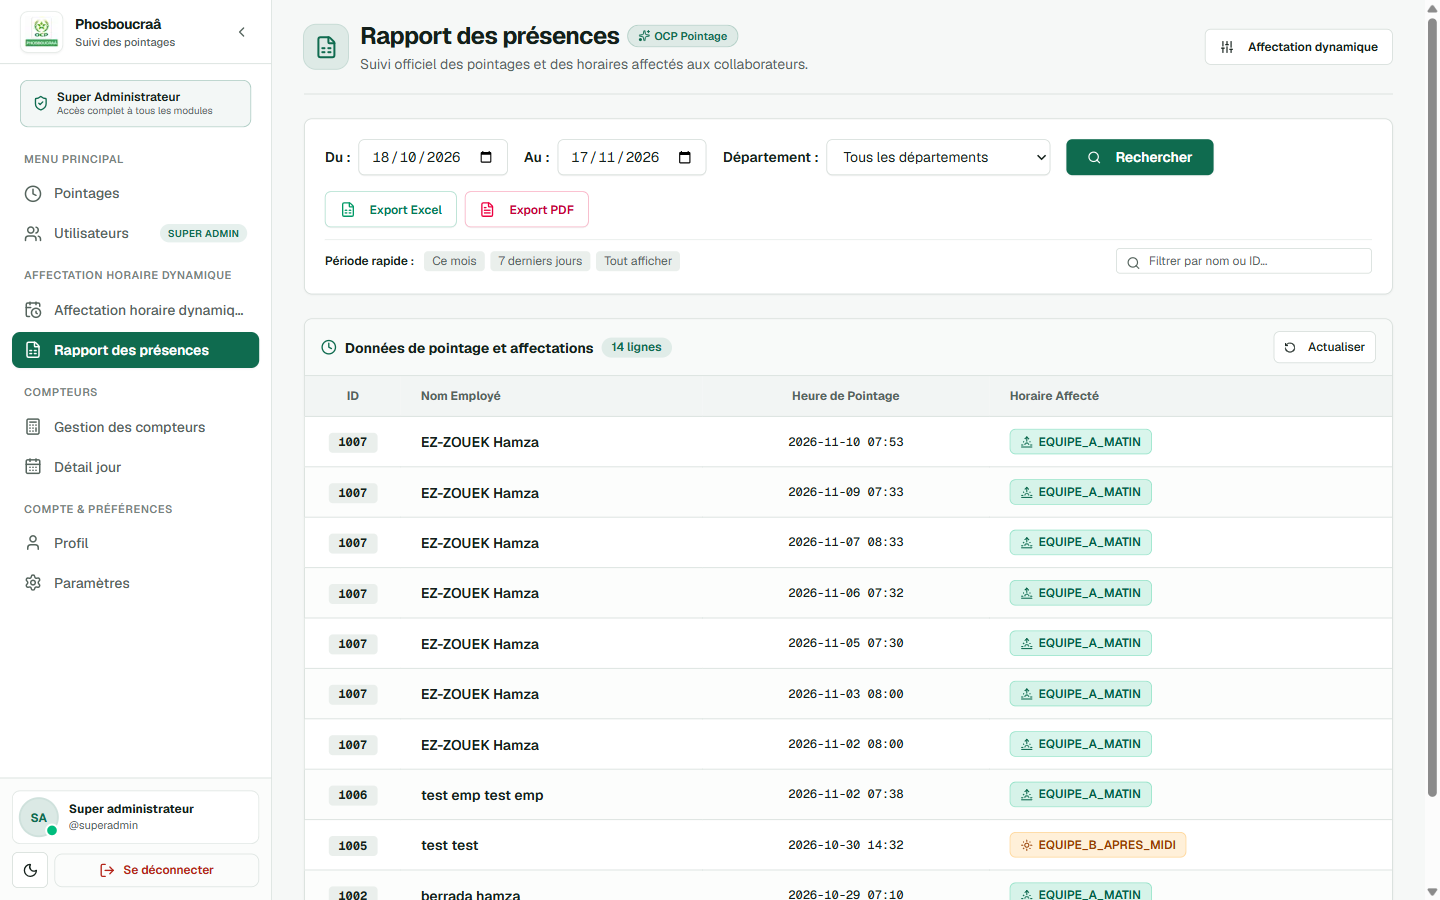 OCP
PHOSBOUCRAA
Phosboucraâ
Suivi des pointages
Super Administrateur
Accès complet à tous les modules
MENU PRINCIPAL
Pointages
Utilisateurs SUPER ADMIN
AFFECTATION HORAIRE DYNAMIQUE
Affectation horaire dynamiq...
Rapport des présences
COMPTEURS
Gestion des compteurs
Détail jour
COMPTE & PRÉFÉRENCES
Profil
Paramètres
SA
Super administrateur
@superadmin
Se déconnecter
Rapport des présences OCP Pointage
Suivi officiel des pointages et des horaires affectés aux collaborateurs.
Affectation dynamique
Du : 18/10/2026 Au : 17/11/2026 Département : Tous les départements Rechercher
Export Excel Export PDF
Période rapide : Ce mois 7 derniers jours Tout afficher Filtrer par nom ou ID...
Données de pointage et affectations 14 lignes Actualiser
ID Nom Employé Heure de Pointage Horaire Affecté
1007 EZ-ZOUEK Hamza 2026-11-10 07:53 EQUIPE_A_MATIN
1007 EZ-ZOUEK Hamza 2026-11-09 07:33 EQUIPE_A_MATIN
1007 EZ-ZOUEK Hamza 2026-11-07 08:33 EQUIPE_A_MATIN
1007 EZ-ZOUEK Hamza 2026-11-06 07:32 EQUIPE_A_MATIN
1007 EZ-ZOUEK Hamza 2026-11-05 07:30 EQUIPE_A_MATIN
1007 EZ-ZOUEK Hamza 2026-11-03 08:00 EQUIPE_A_MATIN
1007 EZ-ZOUEK Hamza 2026-11-02 08:00 EQUIPE_A_MATIN
1006 test emp test emp 2026-11-02 07:38 EQUIPE_A_MATIN
1005 test test 2026-10-30 14:32 EQUIPE_B_APRES_MIDI
1002 berrada hamza 2026-10-29 07:10 EQUIPE_A_MATIN